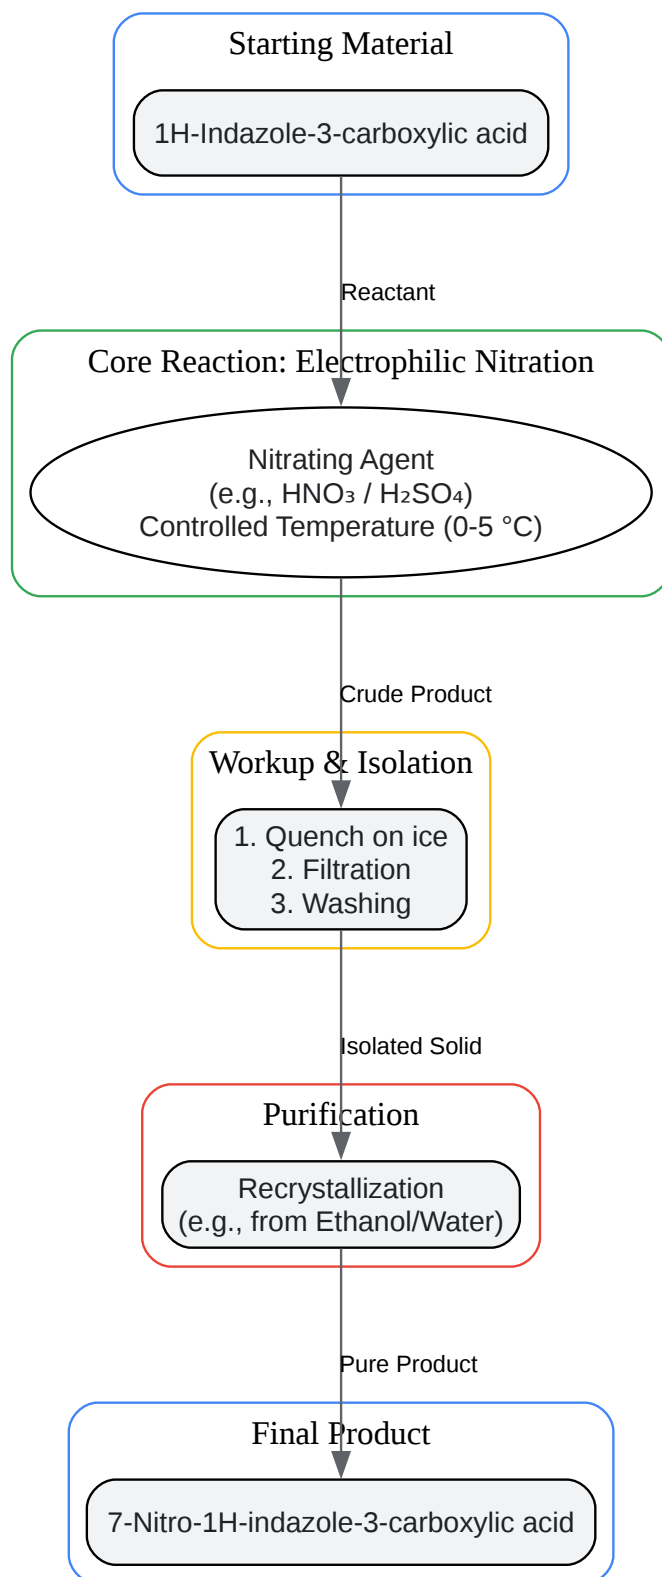 Starting Material
1H-Indazole-3-carboxylic acid
Reactant
Core Reaction: Electrophilic Nitration
Nitrating Agent
(e.g., HNO₃ / H₂SO₄)
Controlled Temperature (0-5 °C)
Crude Product
Workup & Isolation
1. Quench on ice
2. Filtration
3. Washing
Isolated Solid
Purification
Recrystallization
(e.g., from Ethanol/Water)
Pure Product
Final Product
7-Nitro-1H-indazole-3-carboxylic acid